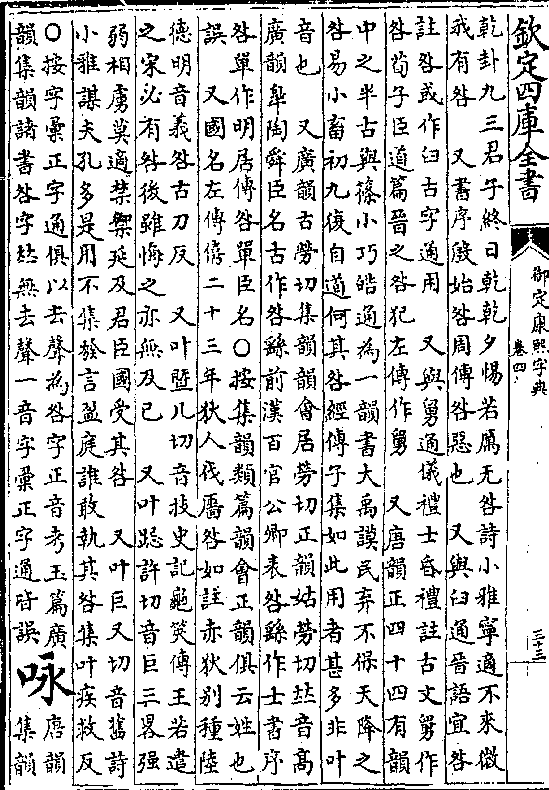 欽定四庫全書
御定康熙字典
卷四
三十三
乾卦九三君子終日乾乾夕惕若厲无咎詩小雅寧適不來微
我有咎　又書序殷始咎周傳咎惡也　又與臼通晉語宜咎
註咎或作臼古字通用　又與舅通儀禮士昏禮註古文舅作
咎荀子臣道篇晉之咎犯左傳作舅　又唐韻正四十四有韻
中之半古與篠小巧皓通為一韻書大禹謨民弃不保天降之
咎易小畜初九復自道何其咎經傳子集如此用者甚多非叶
音也　又廣韻古勞切集韻韻會居勞切正韻姑勞切𠀤音高
廣韻臯陶舜臣名古作咎繇前漢百官公卿表咎繇作士書序
咎單作明居傳咎單臣名○按集韻類篇韻會正韻俱云姓也
誤　又國名左傳僖二十三年狄人伐廧咎如註赤狄別種陸
德明音義咎古刀反　又叶曁几切音技史記龜筴傳王若遣
之宋必有咎後雖悔之亦無及已　又叶跽許切音巨三畧强
弱相虜莫適禁禦延及君臣國受其咎　又叶巨又切音舊詩
小雅謀夫孔多是用不集發言盈庭誰敢執其咎集叶疾救反
○按字彙正字通俱以去聲為咎字正音考玉篇廣
韻集韻諸書咎字𠀤無去聲一音字彙正字通皆誤
咏
唐韻
集韻